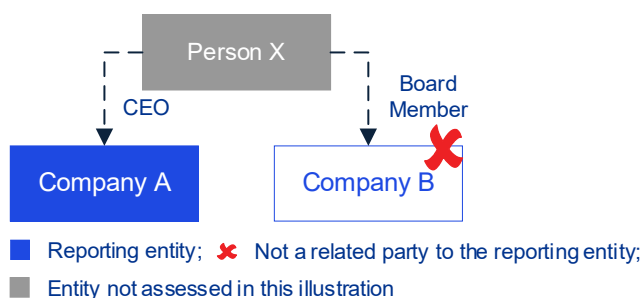 Person X
CEO
Board
Member
Company A
Company B
Reporting entity;
Not a related party to the reporting entity;
Entity not assessed in this illustration